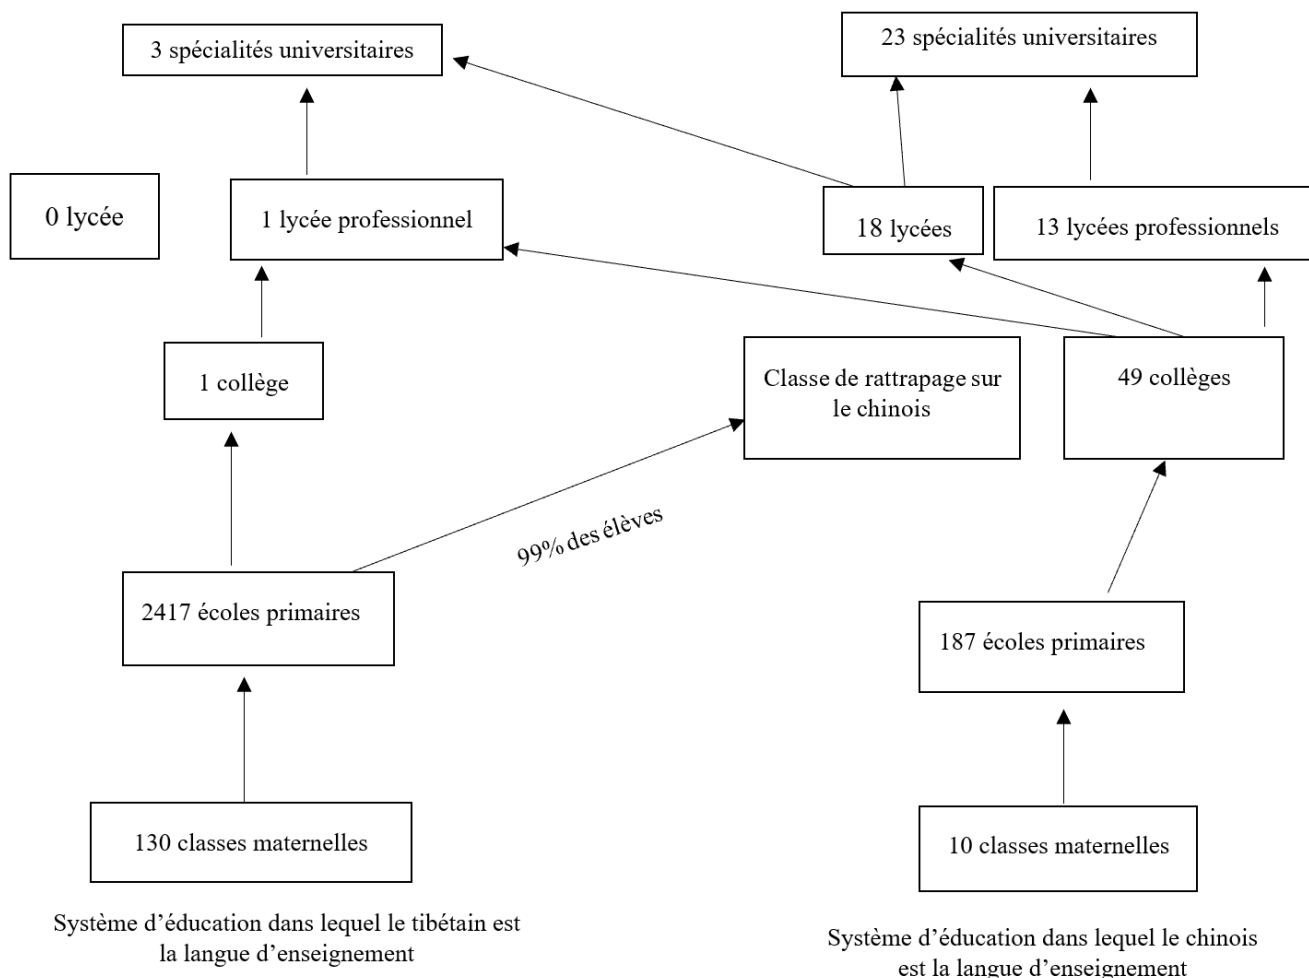 3 spécialités universitaires
23 spécialités universitaires
0 lycée
1 lycée professionnel
18 lycées
13 lycées professionnels
1 collège
Classe de rattrapage sur
le chinois
49 collèges
99% des élèves
2417 écoles primaires
187 écoles primaires
130 classes maternelles
10 classes maternelles
Système d’éducation dans lequel le tibétain est
la langue d’enseignement
Système d’éducation dans lequel le chinois
est la langue d’enseignement